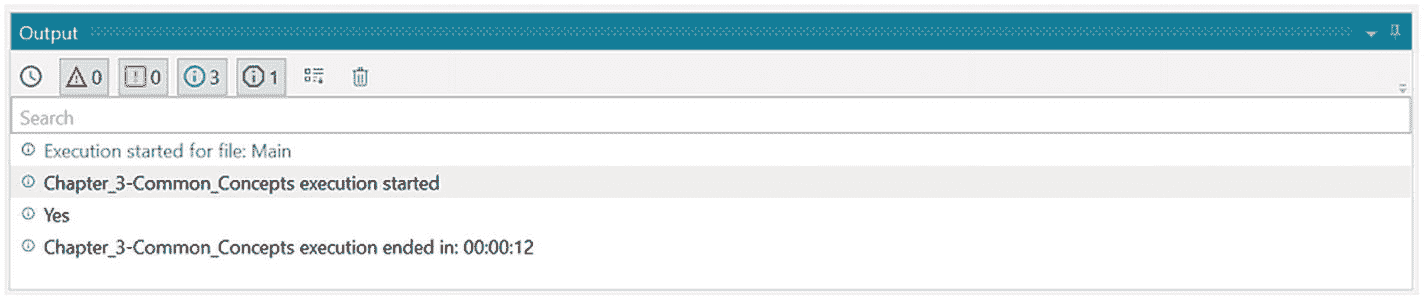 Output
0 0 3 1
Search
Execution started for file: Main
Chapter_3-Common_Concepts execution started
Yes
Chapter_3-Common_Concepts execution ended in: 00:00:12